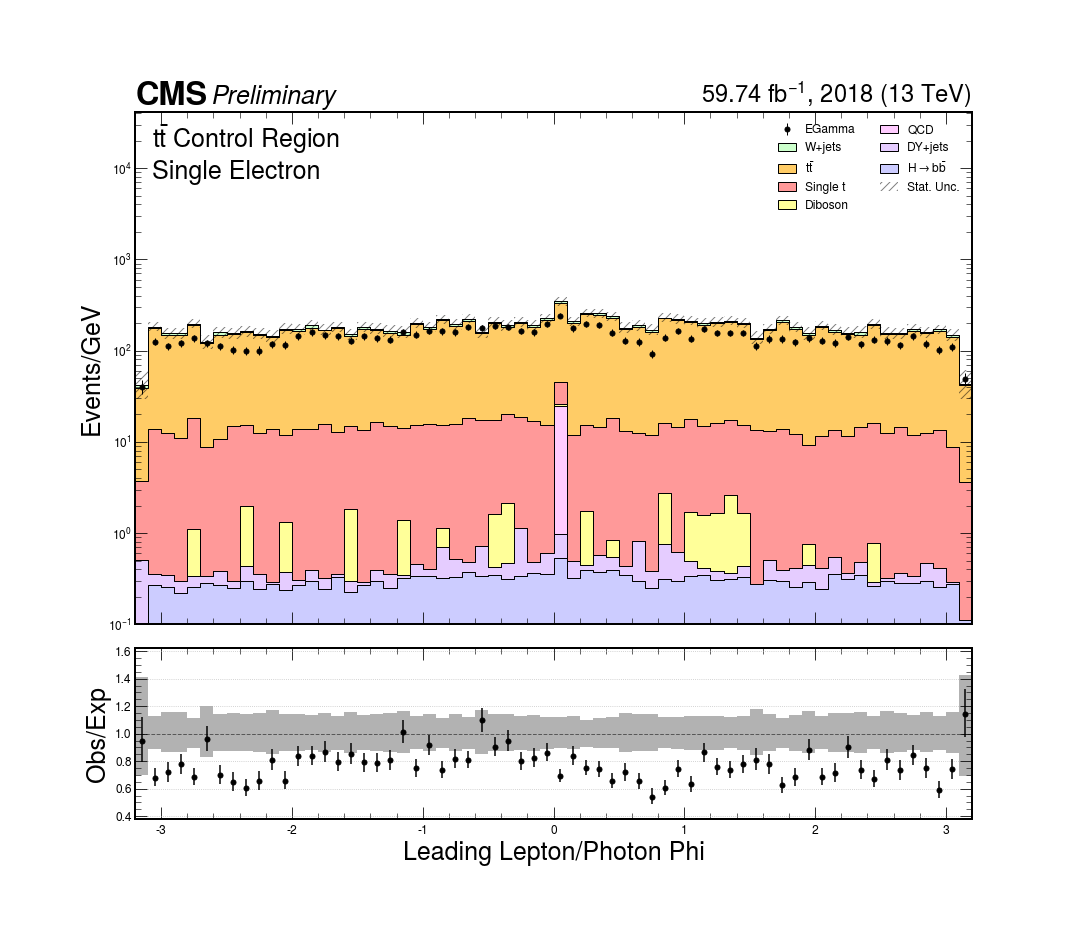 CMS Preliminary 59.74 fb⁻¹, 2018 (13 TeV)
tt̄ Control Region
Single Electron
EGamma
W+jets
tt̄
Single t
Diboson
QCD
DY+jets
H→bb̄
Stat. Unc.
Events/GeV
10⁴
10³
10²
10¹
10⁰
10⁻¹
Obs/Exp
1.6
1.4
1.2
1.0
0.8
0.6
0.4
-3 -2 -1 0 1 2 3
Leading Lepton/Photon Phi